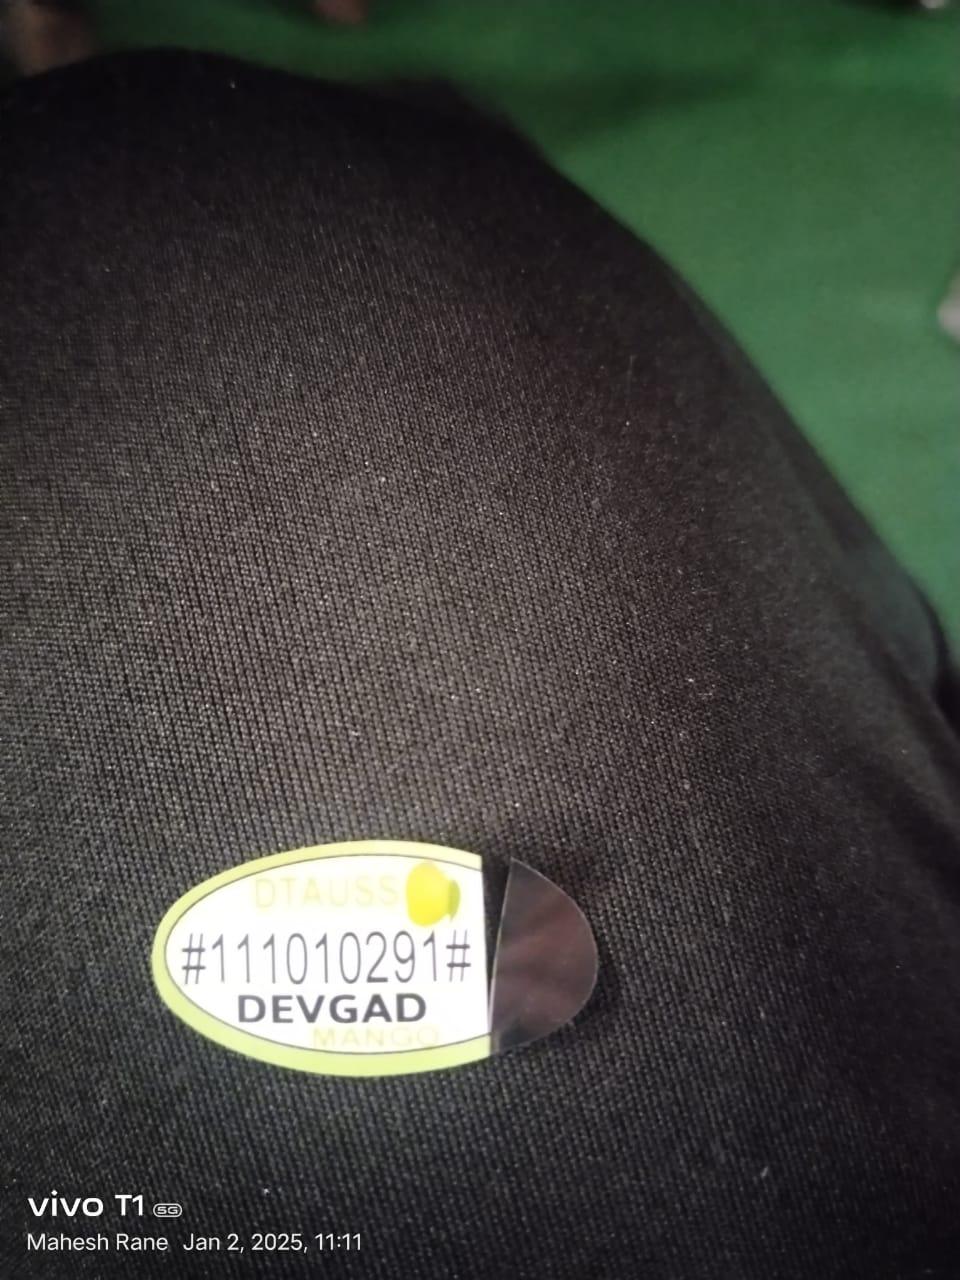 DTAUSS
#111010291#
DEVGAD
MANGO
vivo T1 5G
Mahesh Rane Jan 2, 2025, 11:11